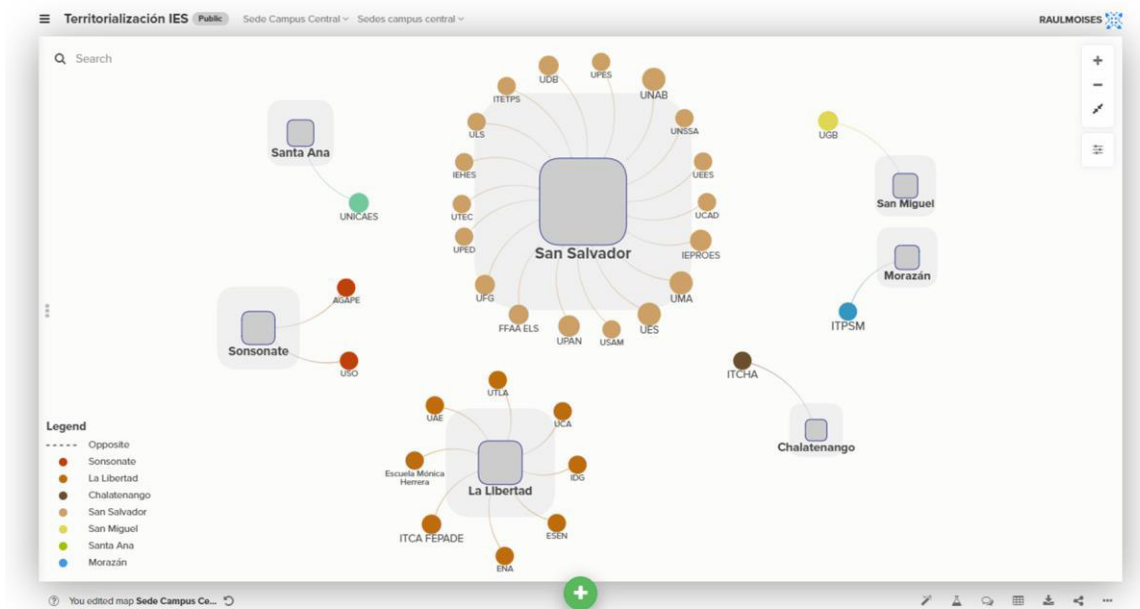 Territorialización IES Public Sede Campus Central Sedes campus central
RAULMOISES
Search
UDB
UPES
UNAB
ITETPS
ULS
UNSSA
UGB
Santa Ana
IEHES
UEES
UNICAES
UTEC
UCAD
San Miguel
UPED
San Salvador
IEPROES
Morazán
AGAPE
UFG
UMA
FFAA ELS
UPAN
USAM
UES
ITPSM
Sonsonate
USO
ITCHA
UTLA
UAE
UCA
Chalatenango
Escuela Mónica
Herrera
IDG
La Libertad
ITCA FEPADE
ESEN
ENA
Legend
Opposite
Sonsonate
La Libertad
Chalatenango
San Salvador
San Miguel
Santa Ana
Morazán
You edited map Sede Campus Ce...